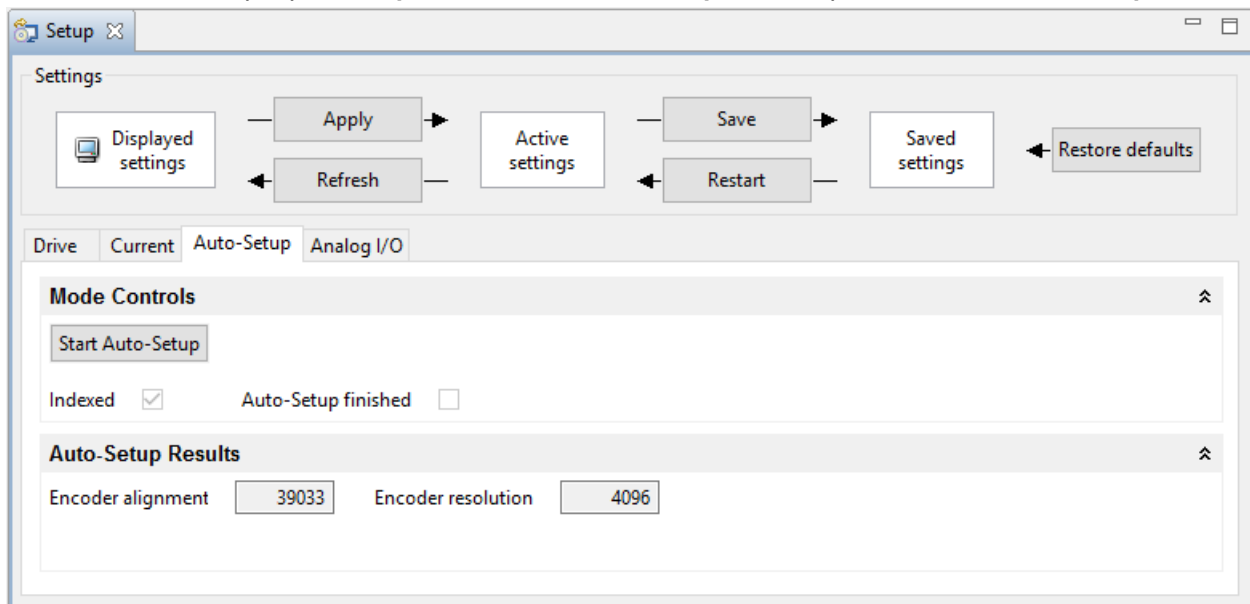 Setup
Settings
Displayed settings
Apply
Refresh
Active settings
Save
Restart
Saved settings
Restore defaults
Drive Current Auto-Setup Analog I/O
Mode Controls
Start Auto-Setup
Indexed Auto-Setup finished
Auto-Setup Results
Encoder alignment 39033 Encoder resolution 4096